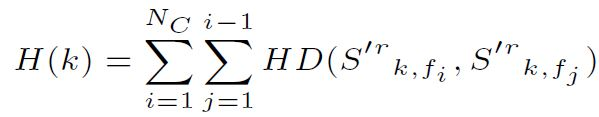 H(k) = \sum_{i=1}^{N_C} \sum_{j=1}^{i-1} HD(S'^r_{k,f_i}, S'^r_{k,f_j})